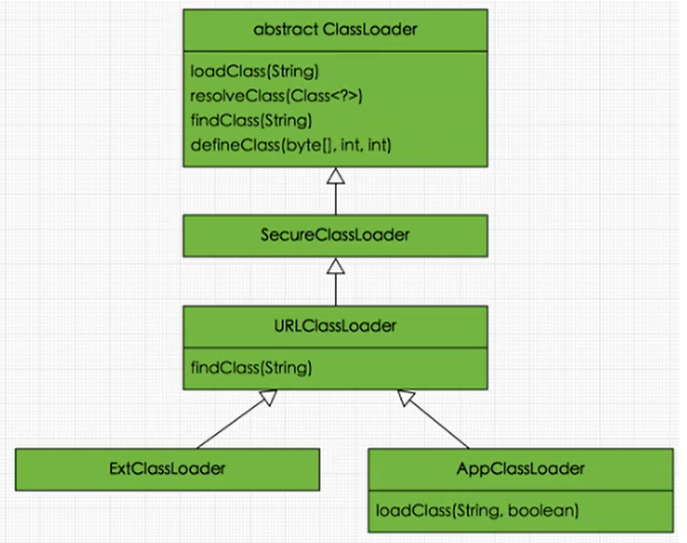 abstract ClassLoader
loadClass(String)
resolveClass(Class<?>)
findClass(String)
defineClass(byte[], int, int)
SecureClassLoader
URLClassLoader
findClass(String)
ExtClassLoader
AppClassLoader
loadClass(String, boolean)